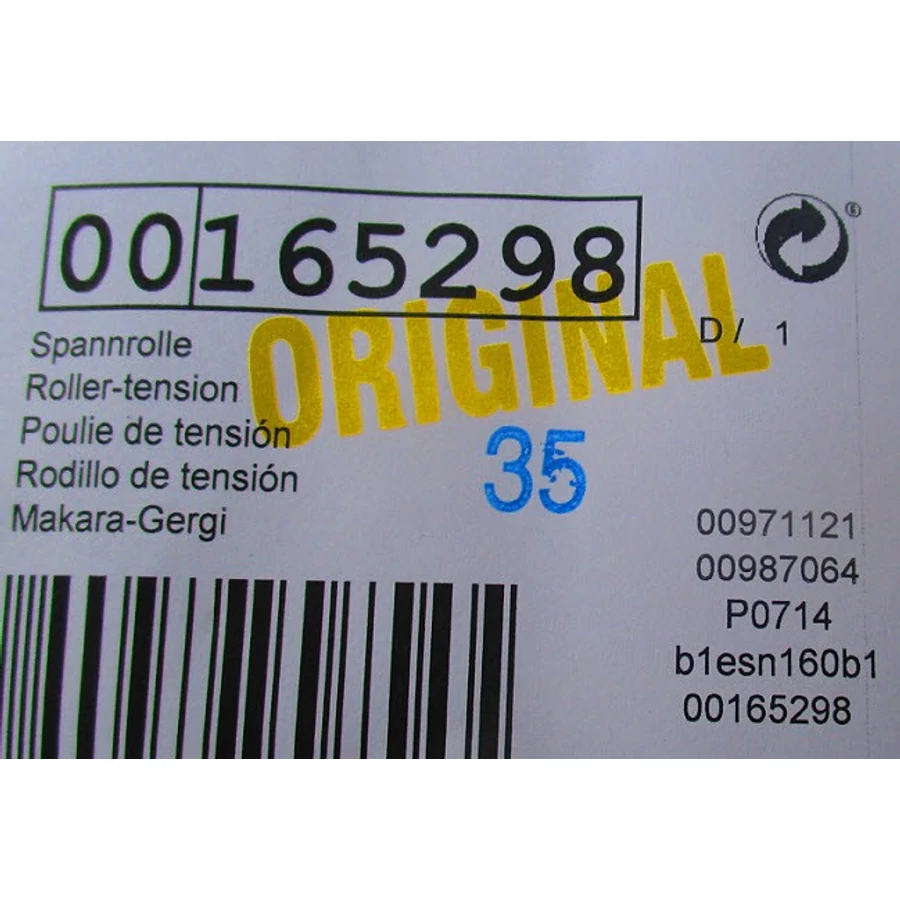 00165298
ORIGINAL
D / 1
Spannrolle
Roller-tension
Poulie de tensión
Rodillo de tensión
Makara-Gergi
35
00971121
00987064
P0714
b1esn160b1
00165298